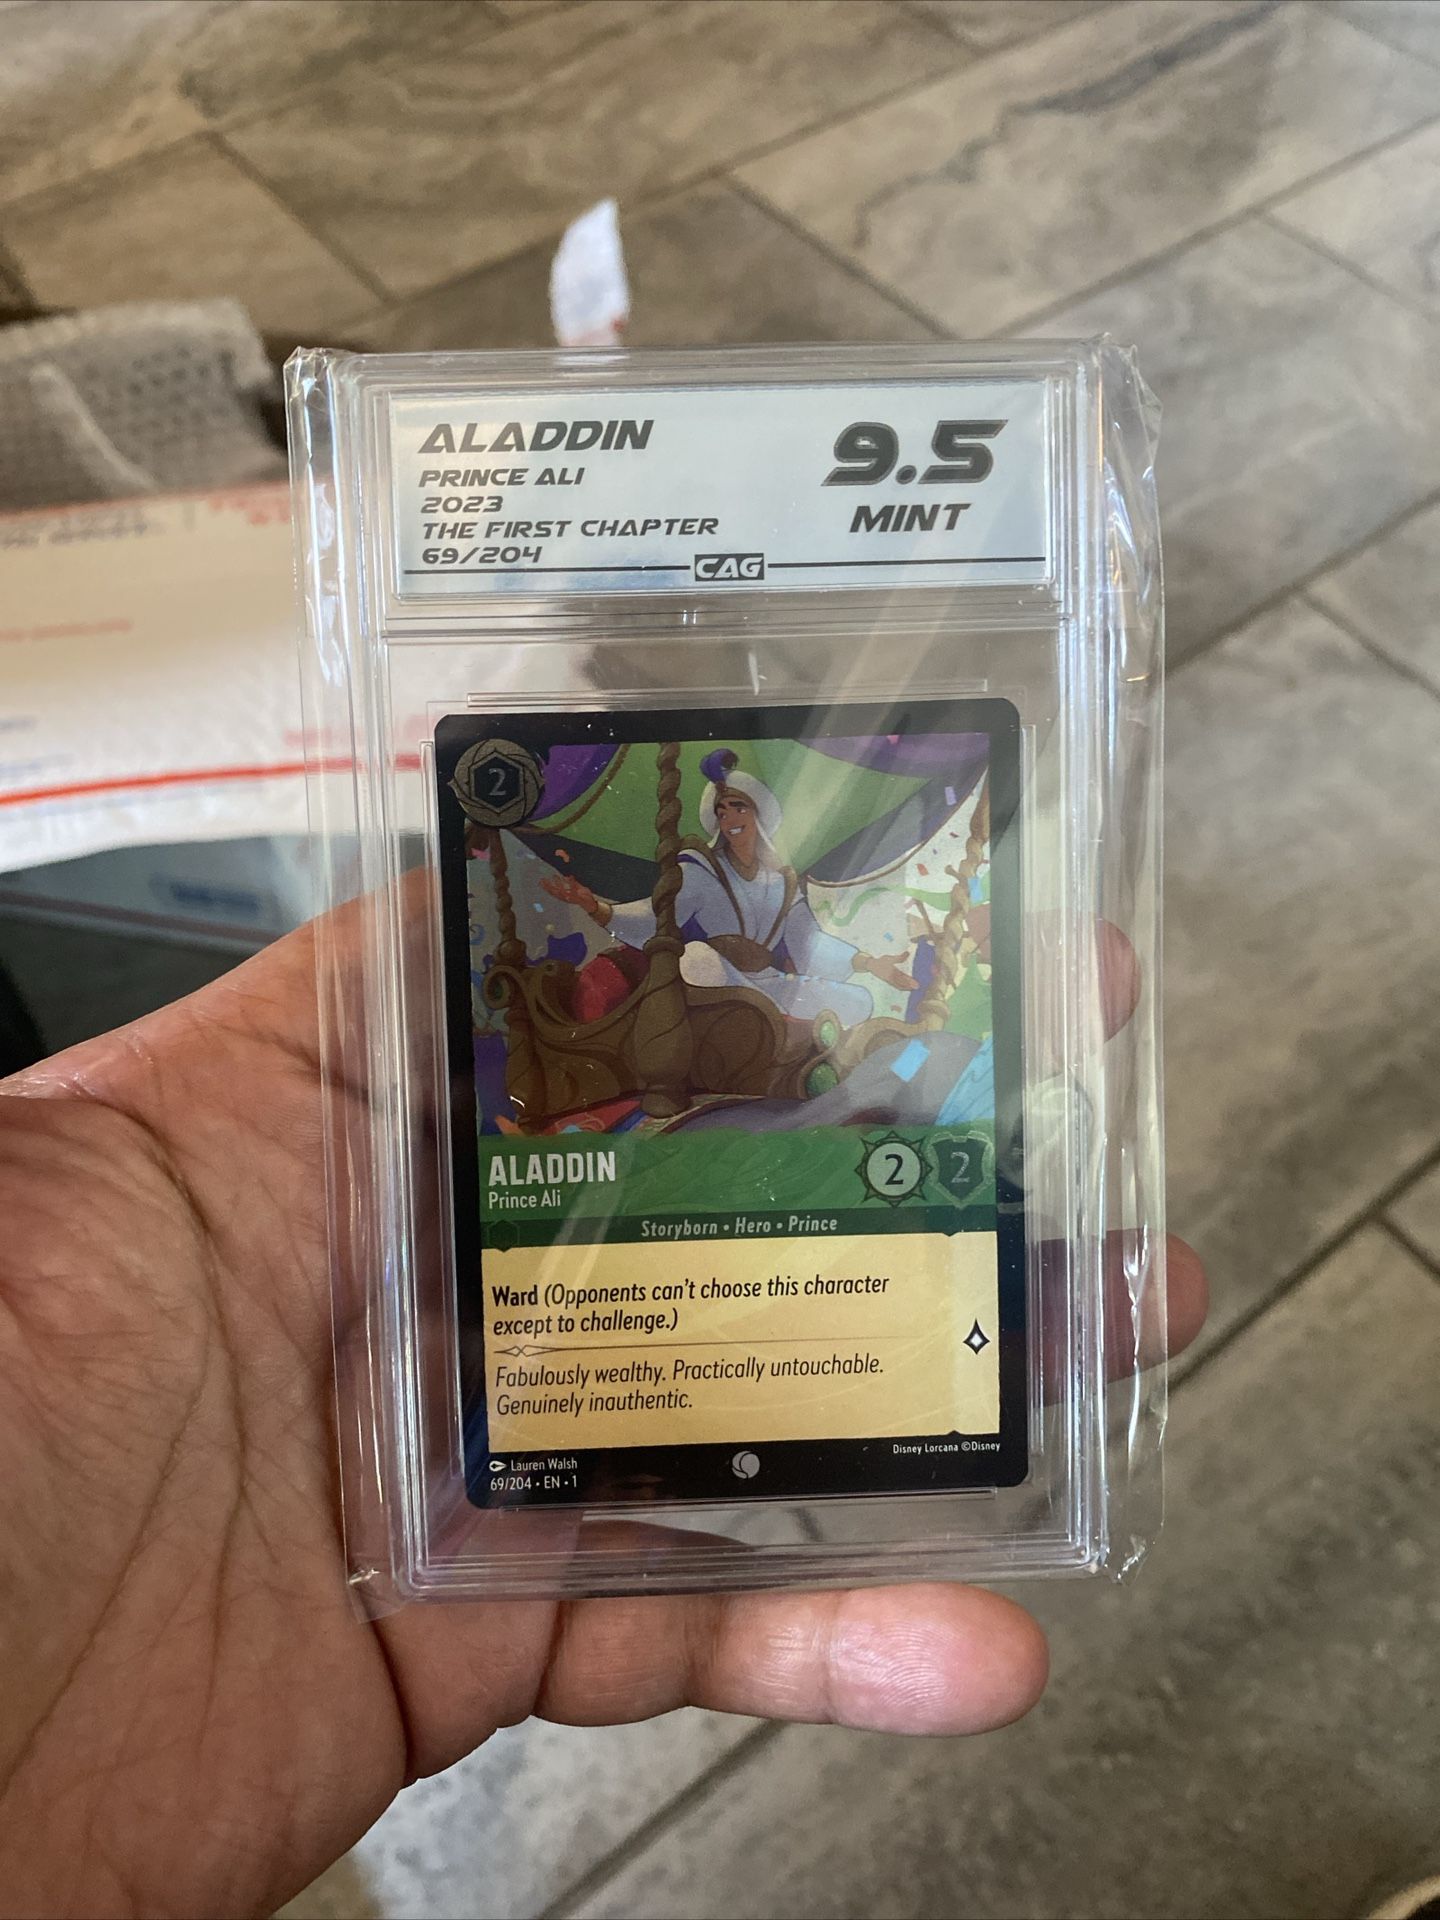 ALADDIN
PRINCE ALI
2023
THE FIRST CHAPTER
69/204
9.5
MINT
CAG
2
ALADDIN
Prince Ali
2
2
Storyborn • Hero • Prince
Ward (Opponents can't choose this character
except to challenge.)
Fabulously wealthy. Practically untouchable.
Genuinely inauthentic.
Lauren Walsh
69/204 • EN • 1
Disney Lorcana ©Disney